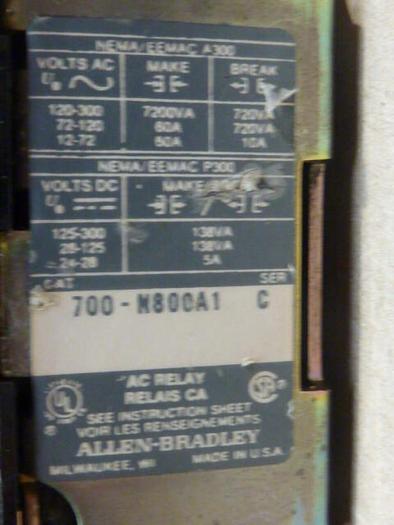 NEMA/EEMAC A300
VOLTS AC MAKE BREAK
120-300 7200VA 720VA
72-120 60A 720VA
12-72 60A 10A
NEMA/EEMAC P300
VOLTS DC MAKE
125-300 138VA
28-125 138VA
24-28 5A
CAT SER
700-N800A1 C
AC RELAY
RELAIS CA
SEE INSTRUCTION SHEET
VOIR LES RENSEIGNEMENTS
ALLEN-BRADLEY
MILWAUKEE, WI MADE IN U.S.A.